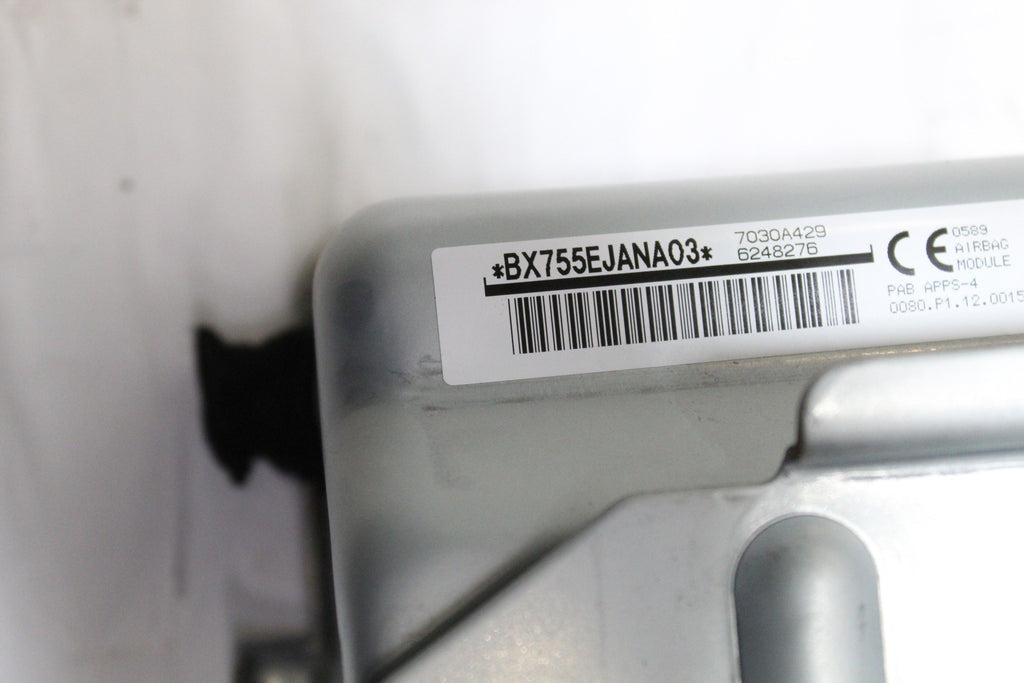 *BX755EJANA03*
7030A429
6248276
CE
0589
AIRBAG
MODULE
PAB APPS-4
0080.P1.12.0015